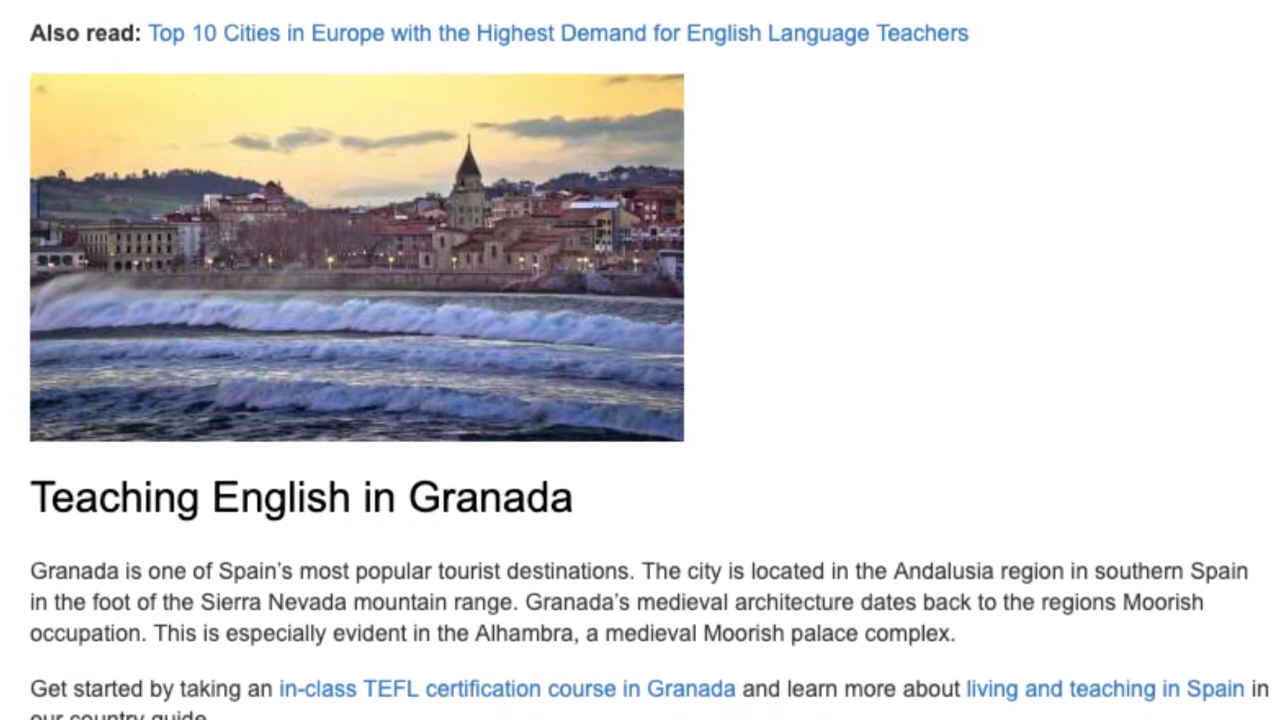 Also read: Top 10 Cities in Europe with the Highest Demand for English Language Teachers
Teaching English in Granada
Granada is one of Spain's most popular tourist destinations. The city is located in the Andalusia region in southern Spain
in the foot of the Sierra Nevada mountain range. Granada's medieval architecture dates back to the regions Moorish
occupation. This is especially evident in the Alhambra, a medieval Moorish palace complex.
Get started by taking an in-class TEFL certification course in Granada and learn more about living and teaching in Spain in
our country guide.